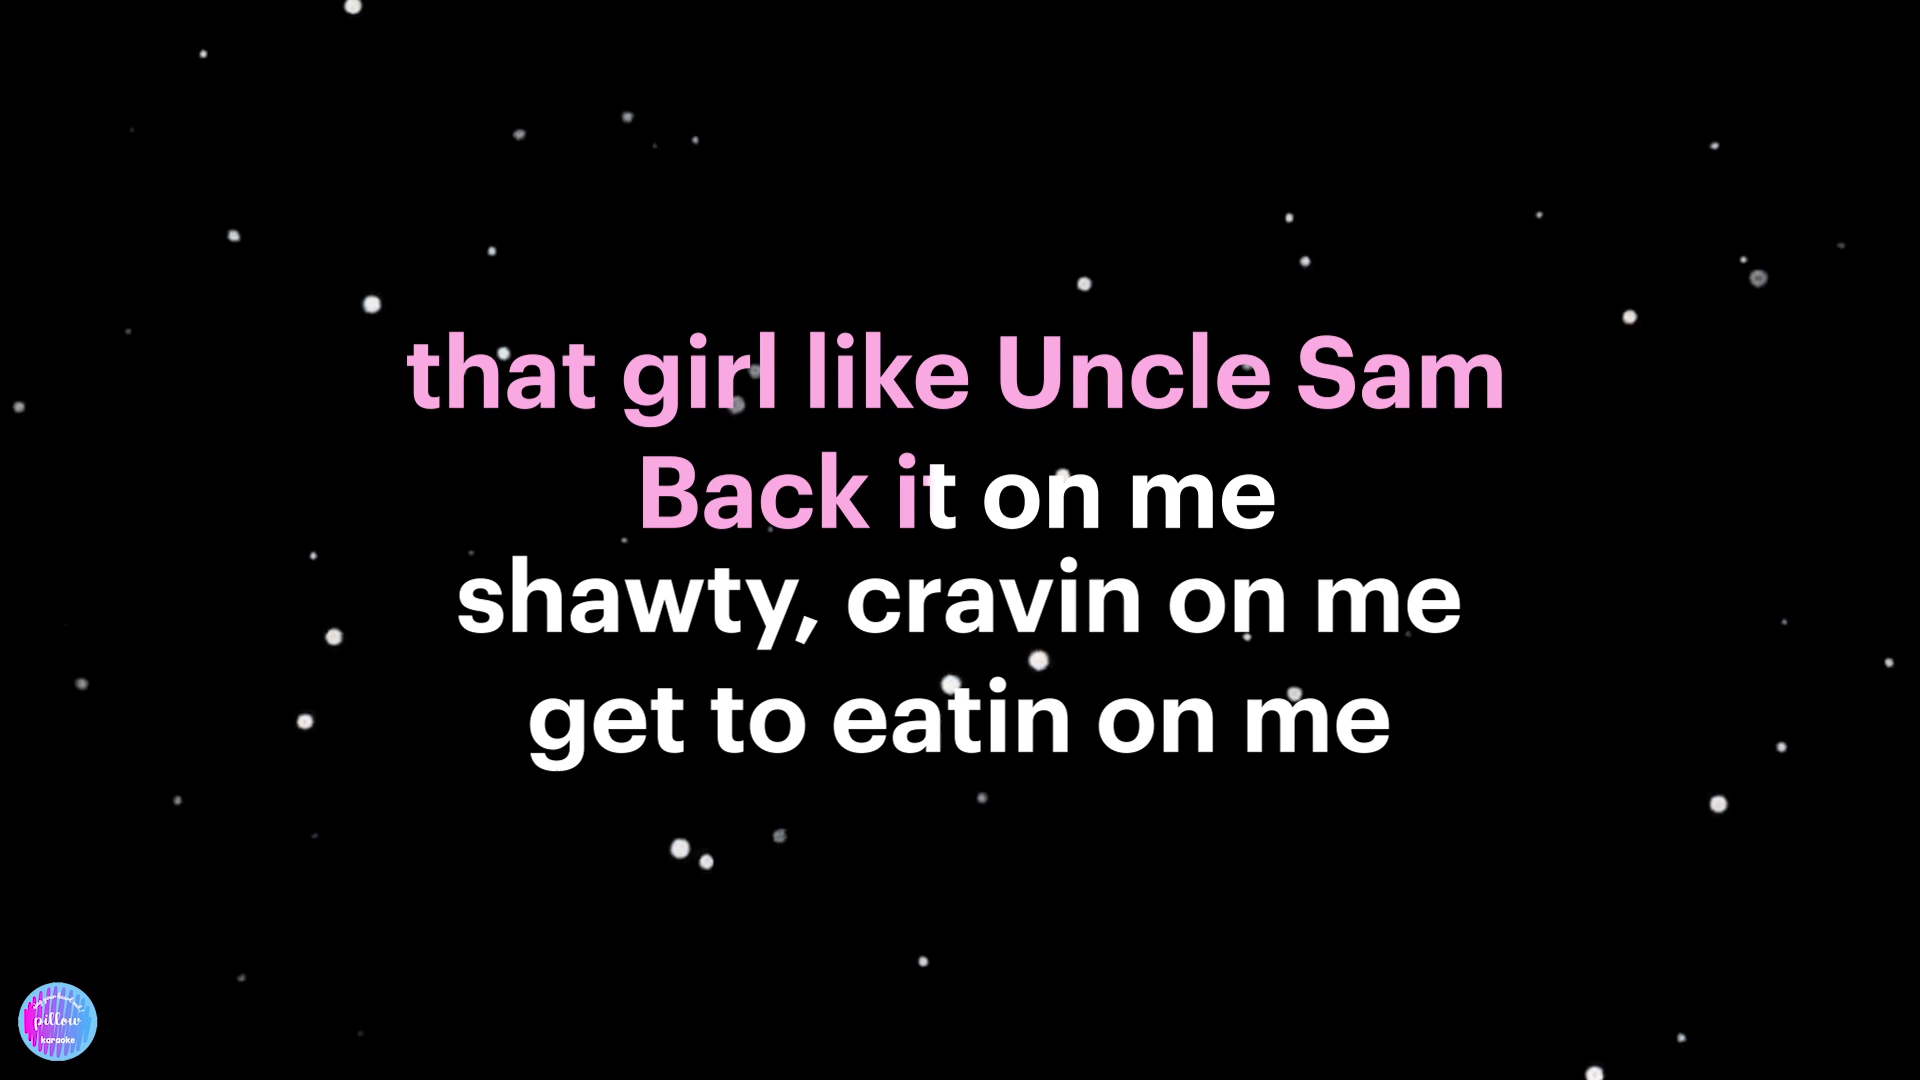 that girl like Uncle Sam
Back it on me
shawty, cravin on me
get to eatin on me
pillow
karaoke